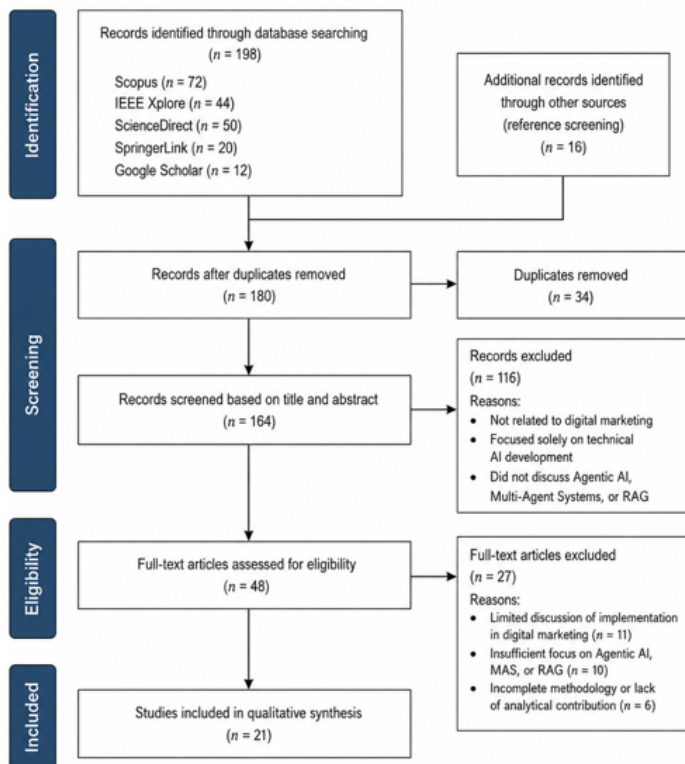 Identification
Records identified through database searching
(n = 198)
Scopus (n = 72)
IEEE Xplore (n = 44)
ScienceDirect (n = 50)
SpringerLink (n = 20)
Google Scholar (n = 12)
Additional records identified
through other sources
(reference screening)
(n = 16)
Screening
Records after duplicates removed
(n = 180)
Duplicates removed
(n = 34)
Records screened based on title and abstract
(n = 164)
Records excluded
(n = 116)
Reasons:
• Not related to digital marketing
• Focused solely on technical
AI development
• Did not discuss Agentic AI,
Multi-Agent Systems, or RAG
Eligibility
Full-text articles assessed for eligibility
(n = 48)
Full-text articles excluded
(n = 27)
Reasons:
• Limited discussion of implementation
in digital marketing (n = 11)
• Insufficient focus on Agentic AI,
MAS, or RAG (n = 10)
• Incomplete methodology or lack
of analytical contribution (n = 6)
Included
Studies included in qualitative synthesis
(n = 21)